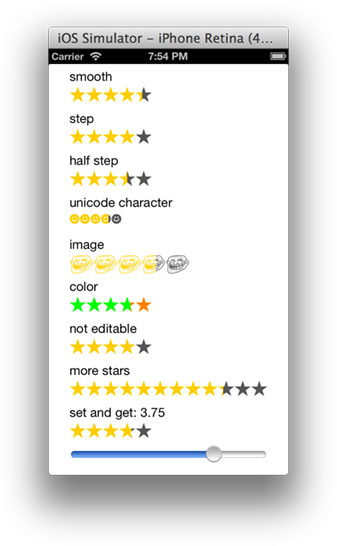 iOS Simulator – iPhone Retina (4...
Carrier 7:54 PM
smooth
step
half step
unicode character
image
color
not editable
more stars
set and get: 3.75